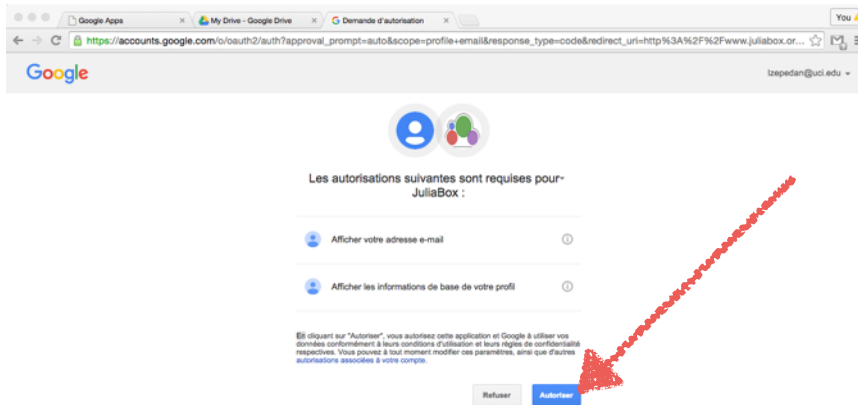 Google Apps
My Drive - Google Drive
Demande d'autorisation
You
https://accounts.google.com/o/oauth2/auth?approval_prompt=auto&scope=profile+email&response_type=code&redirect_uri=http%3A%2F%2Fwww.juliabox.or...
Google
lzepedan@uci.edu
Les autorisations suivantes sont requises pour
JuliaBox :
Afficher votre adresse e-mail
Afficher les informations de base de votre profil
En cliquant sur "Autoriser", vous autorisez cette application et Google à utiliser vos
données conformément à leurs conditions d'utilisation et leurs règles de confidentialité
respectives. Vous pouvez à tout moment modifier ces paramètres, ainsi que d'autres
autorisations associées à votre compte.
Refuser
Autoriser